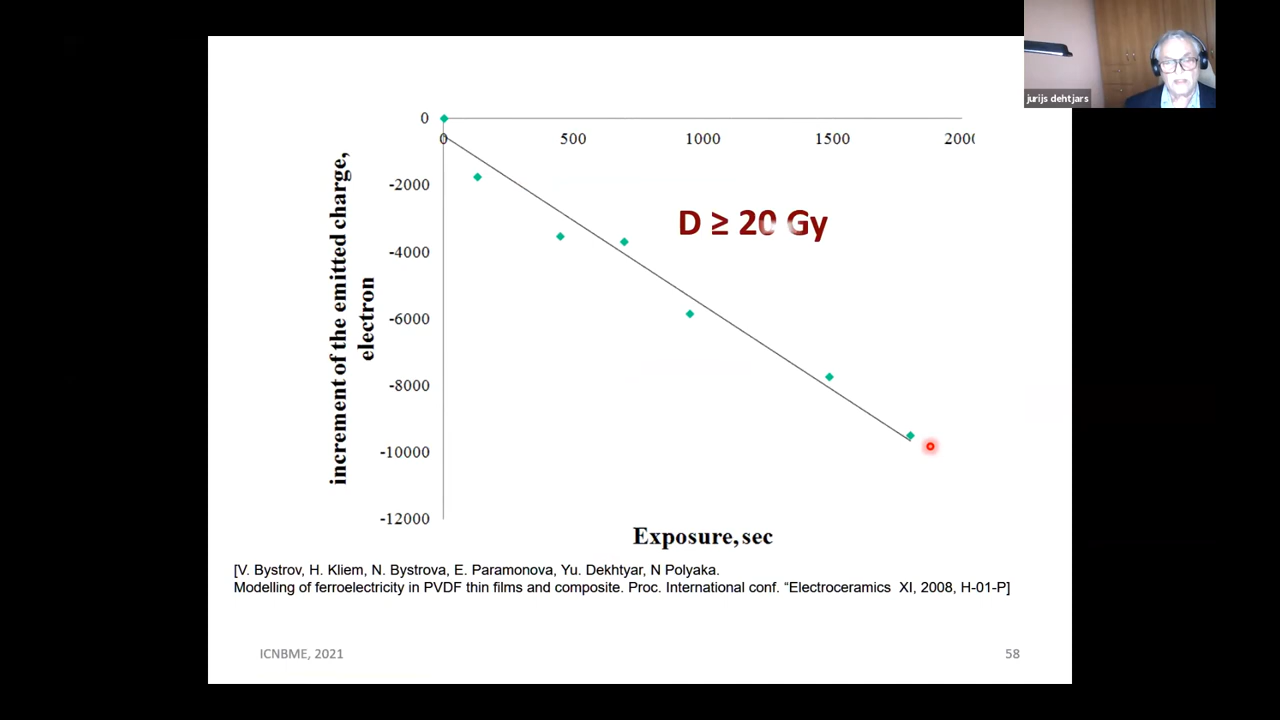 jurijs dehtjars
0
0
500
1000
1500
-2000
-4000
-6000
-8000
-10000
-12000
increment of the emitted charge,
electron
D ≥ 20 Gy
Exposure, sec
[V. Bystrov, H. Kliem, N. Bystrova, E. Paramonova, Yu. Dekhtyar, N Polyaka.
Modelling of ferroelectricity in PVDF thin films and composite. Proc. International conf. “Electroceramics XI, 2008, H-01-P]
ICNBME, 2021
58